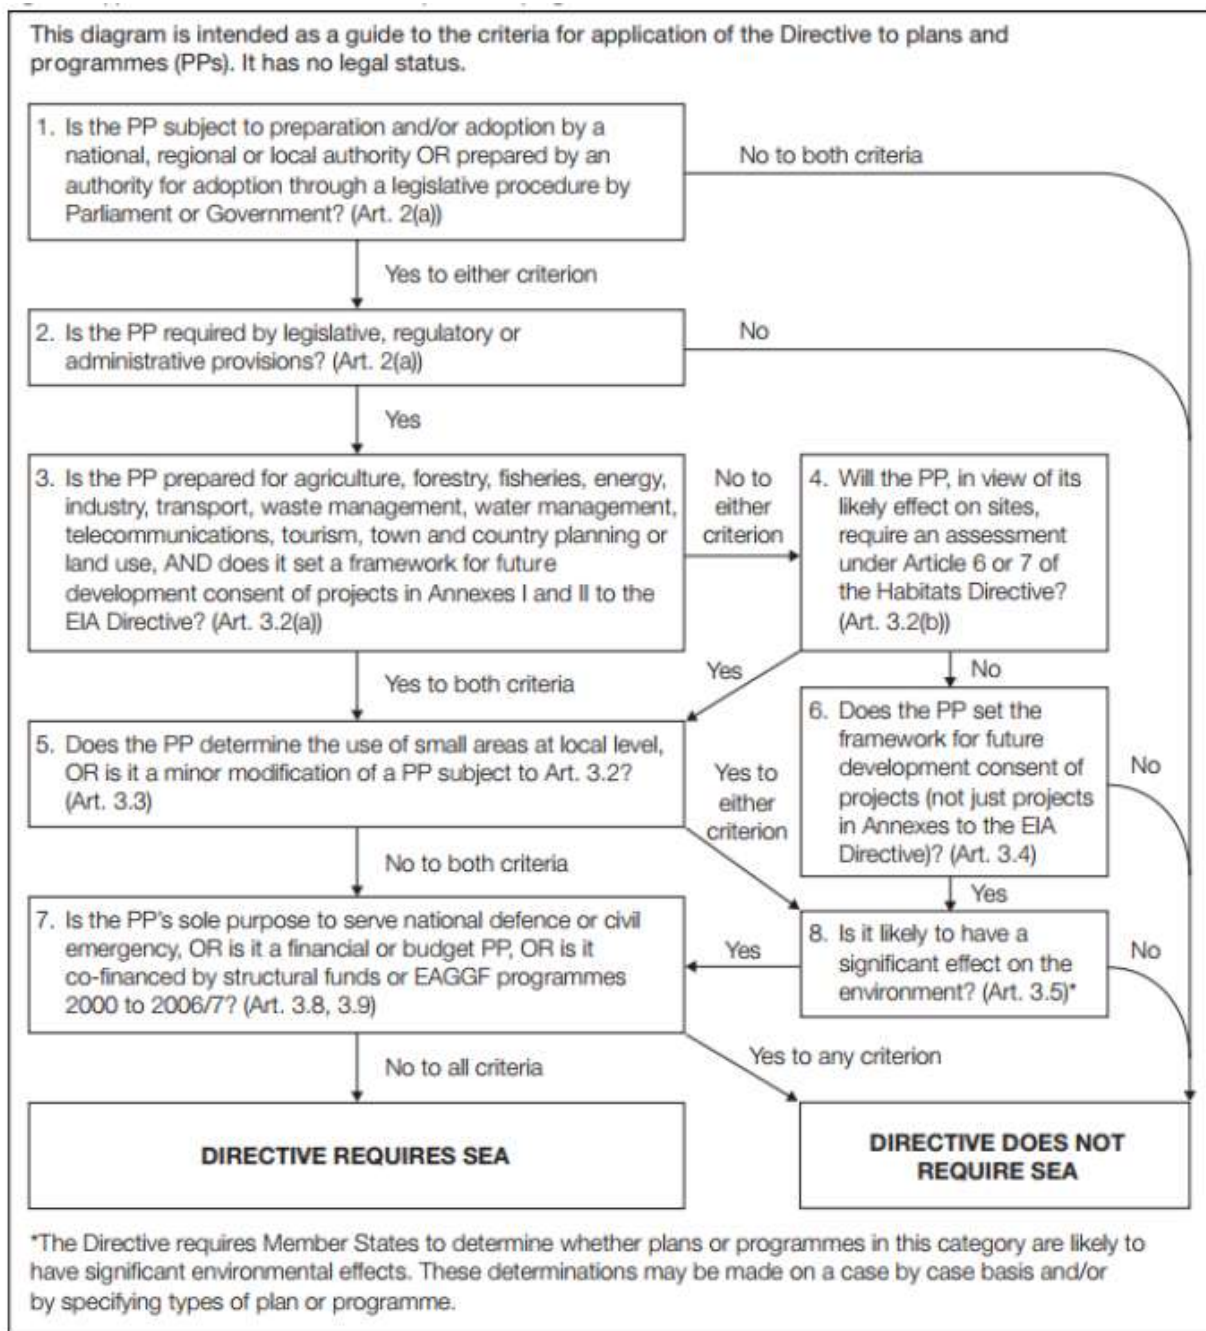 This diagram is intended as a guide to the criteria for application of the Directive to plans and
programmes (PPs). It has no legal status.
1. Is the PP subject to preparation and/or adoption by a
national, regional or local authority OR prepared by an
authority for adoption through a legislative procedure by
Parliament or Government? (Art. 2(a))
No to both criteria
Yes to either criterion
2. Is the PP required by legislative, regulatory or
administrative provisions? (Art. 2(a))
No
Yes
3. Is the PP prepared for agriculture, forestry, fisheries, energy,
industry, transport, waste management, water management,
telecommunications, tourism, town and country planning or
land use, AND does it set a framework for future
development consent of projects in Annexes I and II to the
EIA Directive? (Art. 3.2(a))
No to
either
criterion
4. Will the PP, in view of its
likely effect on sites,
require an assessment
under Article 6 or 7 of
the Habitats Directive?
(Art. 3.2(b))
Yes to both criteria
Yes
No
5. Does the PP determine the use of small areas at local level,
OR is it a minor modification of a PP subject to Art. 3.2?
(Art. 3.3)
Yes to
either
criterion
6. Does the PP set the
framework for future
development consent of
projects (not just projects
in Annexes to the EIA
Directive)? (Art. 3.4)
No
No to both criteria
Yes
7. Is the PP's sole purpose to serve national defence or civil
emergency, OR is it a financial or budget PP, OR is it
co-financed by structural funds or EAGGF programmes
2000 to 2006/7? (Art. 3.8, 3.9)
Yes
8. Is it likely to have a
significant effect on the
environment? (Art. 3.5)*
No
No to all criteria
Yes to any criterion
DIRECTIVE REQUIRES SEA
DIRECTIVE DOES NOT
REQUIRE SEA
*The Directive requires Member States to determine whether plans or programmes in this category are likely to
have significant environmental effects. These determinations may be made on a case by case basis and/or
by specifying types of plan or programme.